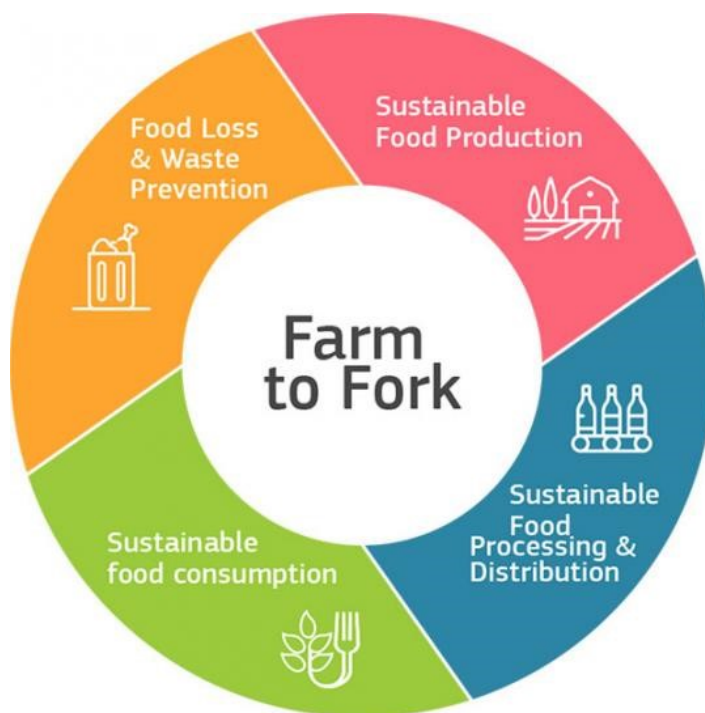 Food Loss
& Waste
Prevention
Sustainable
Food Production
Farm
to Fork
Sustainable
Food
Processing &
Distribution
Sustainable
food consumption